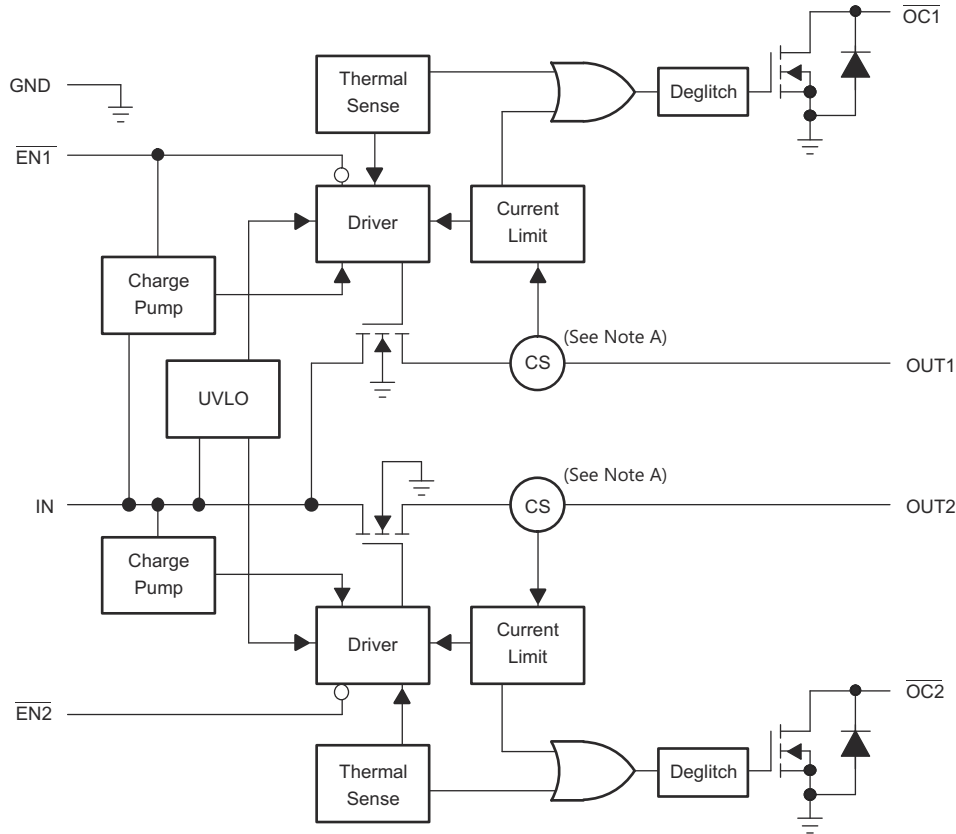 OC1
Thermal
Sense
Deglitch
GND
EN1
Driver
Current
Limit
Charge
Pump
(See Note A)
CS
OUT1
UVLO
(See Note A)
IN
CS
OUT2
Charge
Pump
Driver
Current
Limit
OC2
EN2
Thermal
Sense
Deglitch